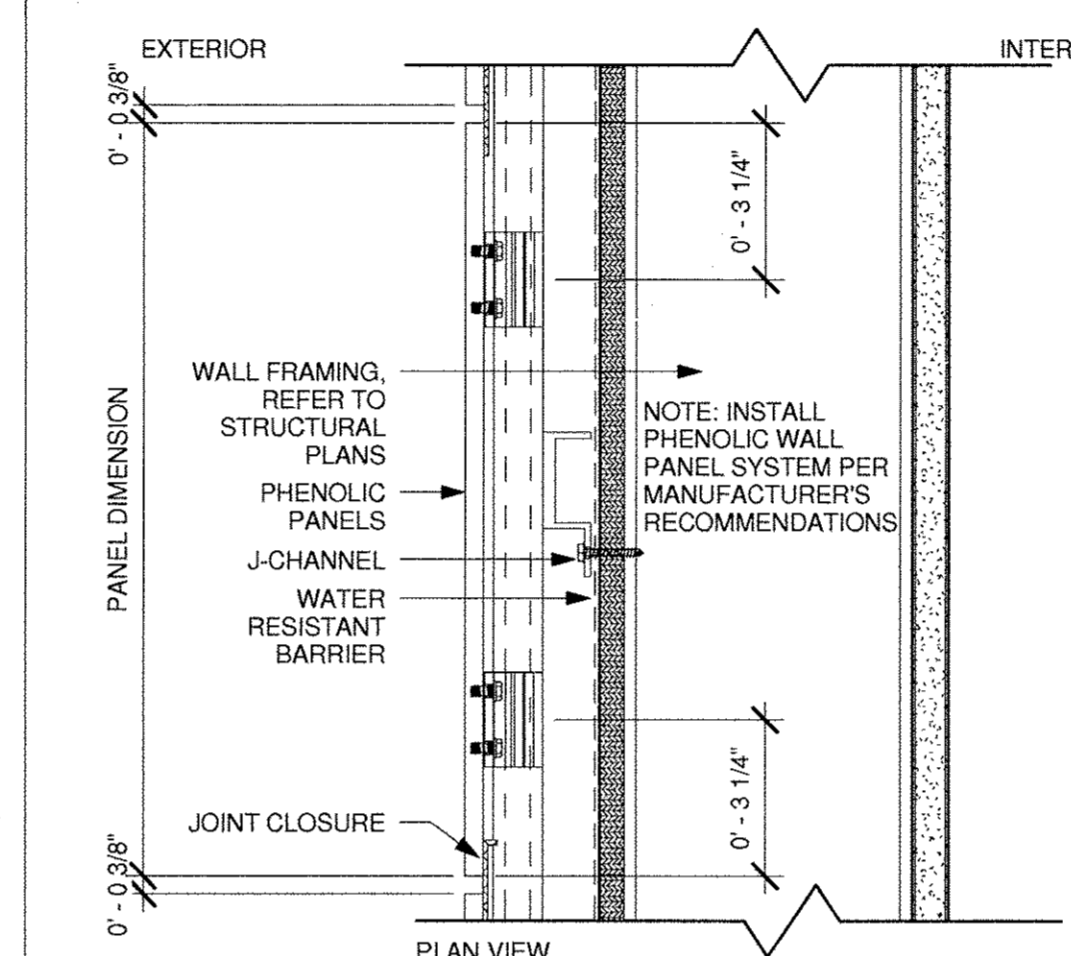 EXTERIOR
INTER
0' - 0 3/8"
0' - 3 1/4"
WALL FRAMING,
REFER TO
STRUCTURAL
PLANS
NOTE: INSTALL
PHENOLIC WALL
PANEL SYSTEM PER
MANUFACTURER'S
RECOMMENDATIONS
PANEL DIMENSION
PHENOLIC
PANELS
J-CHANNEL
WATER
RESISTANT
BARRIER
0' - 3 1/4"
JOINT CLOSURE
0' - 0 3/8"
PLAN VIEW